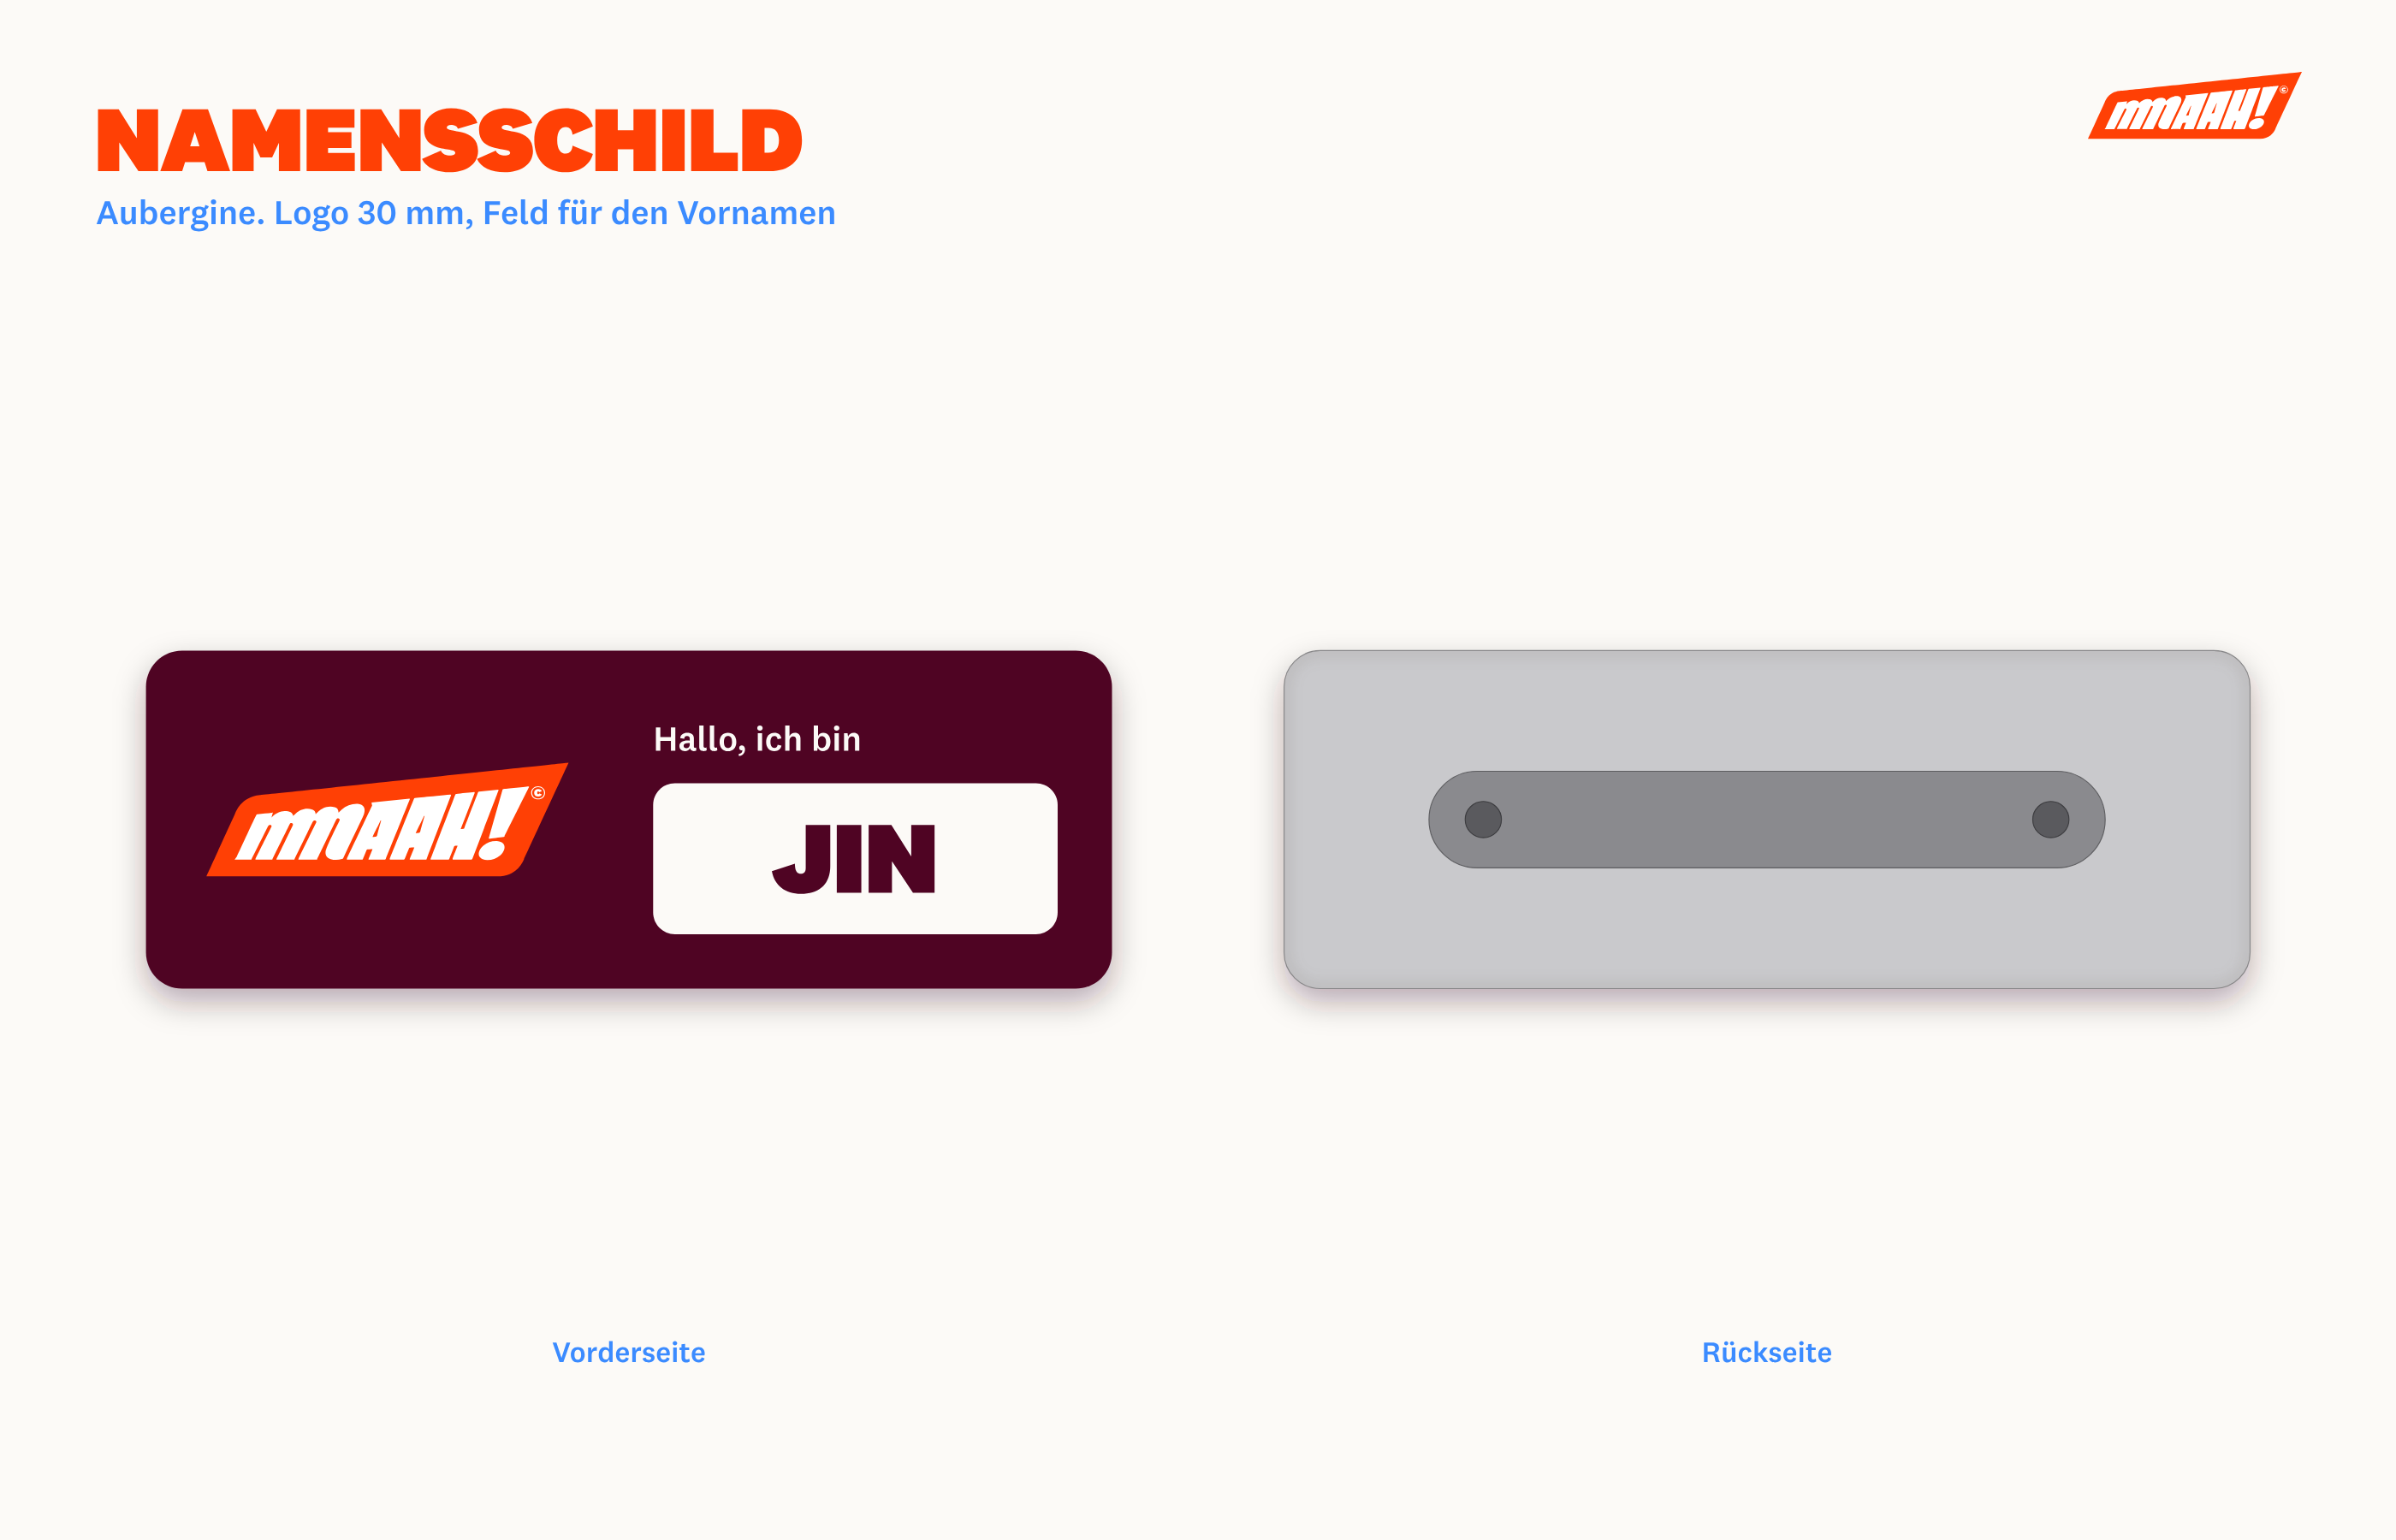 NAMENSSCHILD
mmAAH! ©
Aubergine. Logo 30 mm, Feld für den Vornamen
Hallo, ich bin
mmAAH! ©
JIN
Vorderseite
Rückseite